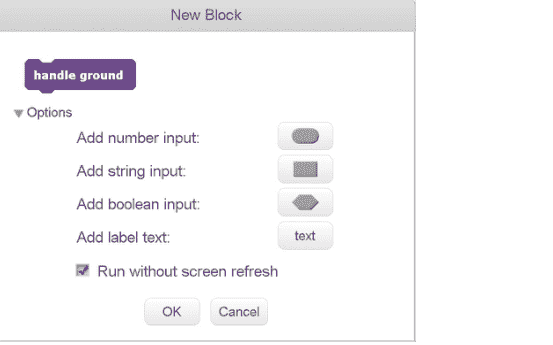 New Block
handle ground
Options
Add number input:
Add string input:
Add boolean input:
Add label text: text
Run without screen refresh
OK Cancel